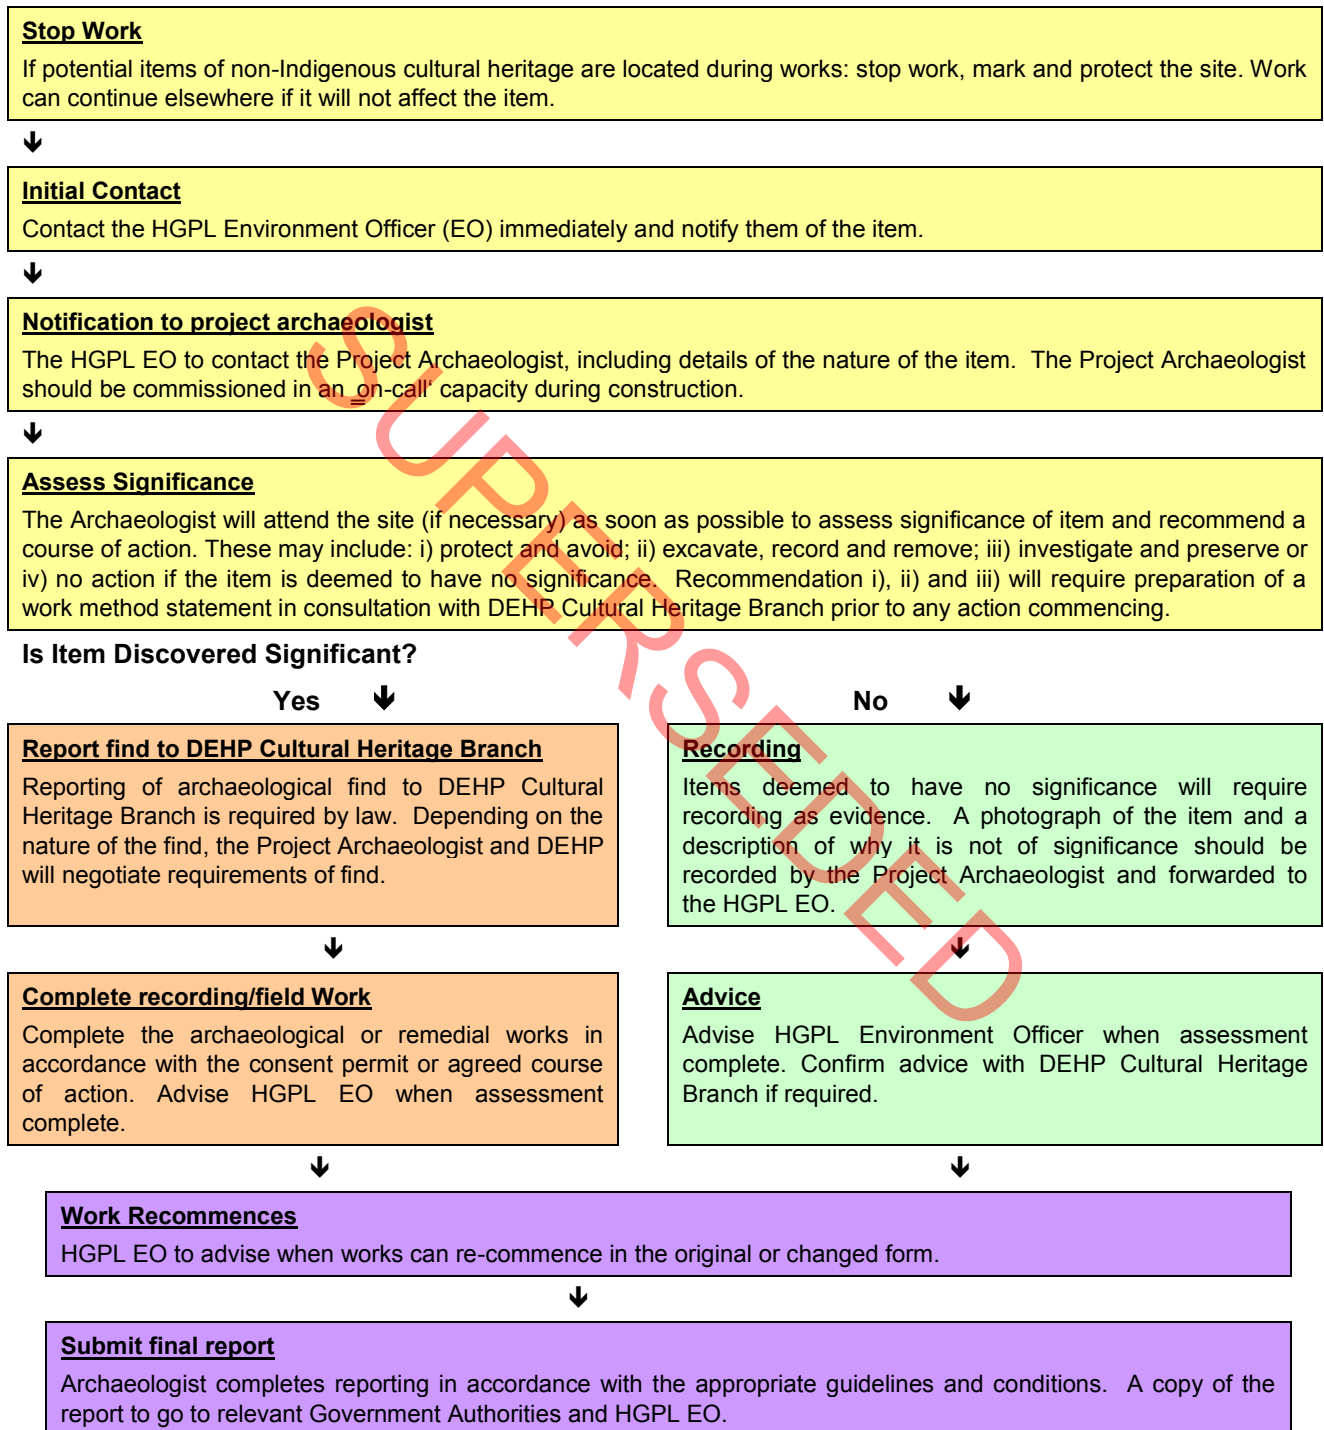 Stop Work
If potential items of non-Indigenous cultural heritage are located during works: stop work, mark and protect the site. Work
can continue elsewhere if it will not affect the item.
Initial Contact
Contact the HGPL Environment Officer (EO) immediately and notify them of the item.
Notification to project archaeologist
The HGPL EO to contact the Project Archaeologist, including details of the nature of the item. The Project Archaeologist
should be commissioned in an ‗on-call‘ capacity during construction.
Assess Significance
The Archaeologist will attend the site (if necessary) as soon as possible to assess significance of item and recommend a
course of action. These may include: i) protect and avoid; ii) excavate, record and remove; iii) investigate and preserve or
iv) no action if the item is deemed to have no significance. Recommendation i), ii) and iii) will require preparation of a
work method statement in consultation with DEHP Cultural Heritage Branch prior to any action commencing.
Is Item Discovered Significant?
Yes
No
Report find to DEHP Cultural Heritage Branch
Reporting of archaeological find to DEHP Cultural
Heritage Branch is required by law. Depending on the
nature of the find, the Project Archaeologist and DEHP
will negotiate requirements of find.
Recording
Items deemed to have no significance will require
recording as evidence. A photograph of the item and a
description of why it is not of significance should be
recorded by the Project Archaeologist and forwarded to
the HGPL EO.
Complete recording/field Work
Complete the archaeological or remedial works in
accordance with the consent permit or agreed course
of action. Advise HGPL EO when assessment
complete.
Advice
Advise HGPL Environment Officer when assessment
complete. Confirm advice with DEHP Cultural Heritage
Branch if required.
Work Recommences
HGPL EO to advise when works can re-commence in the original or changed form.
Submit final report
Archaeologist completes reporting in accordance with the appropriate guidelines and conditions. A copy of the
report to go to relevant Government Authorities and HGPL EO.
SUPERSEDED